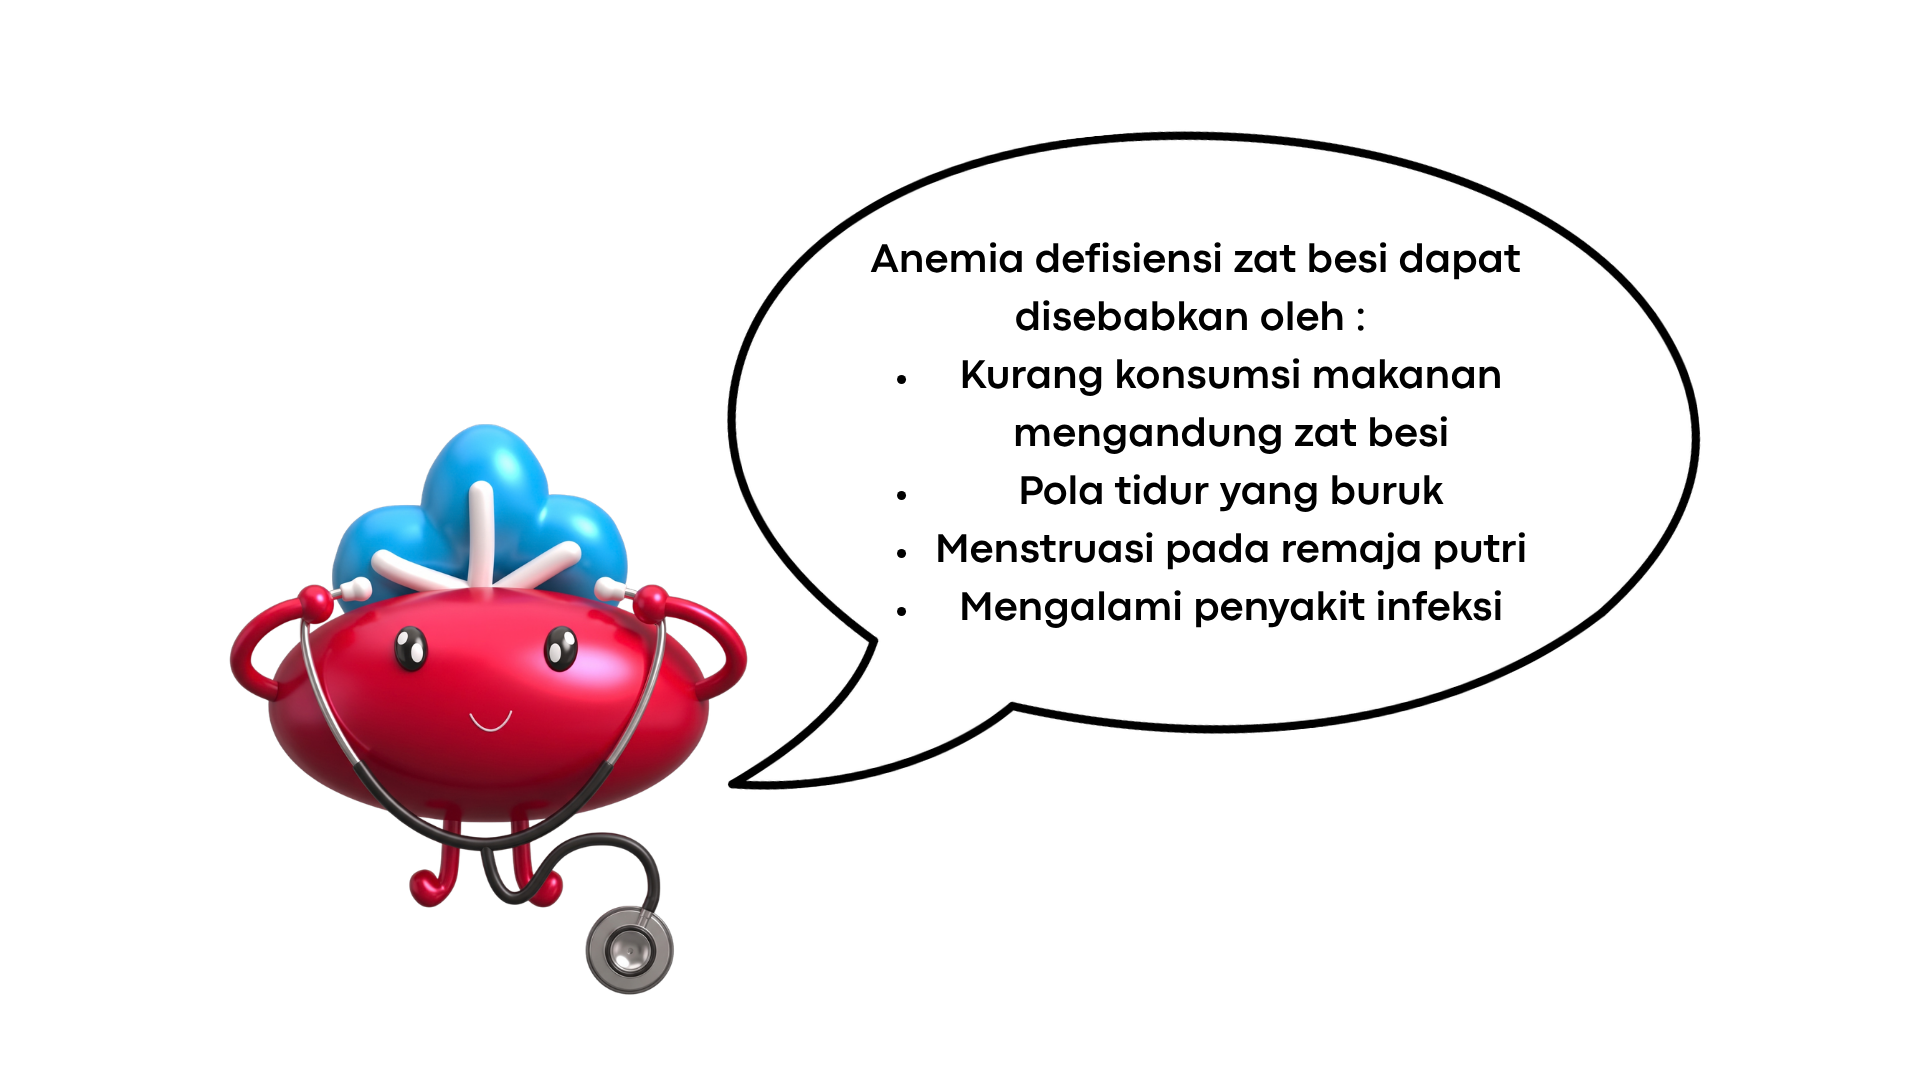 Anemia defisiensi zat besi dapat
disebabkan oleh :
• Kurang konsumsi makanan
mengandung zat besi
• Pola tidur yang buruk
• Menstruasi pada remaja putri
• Mengalami penyakit infeksi